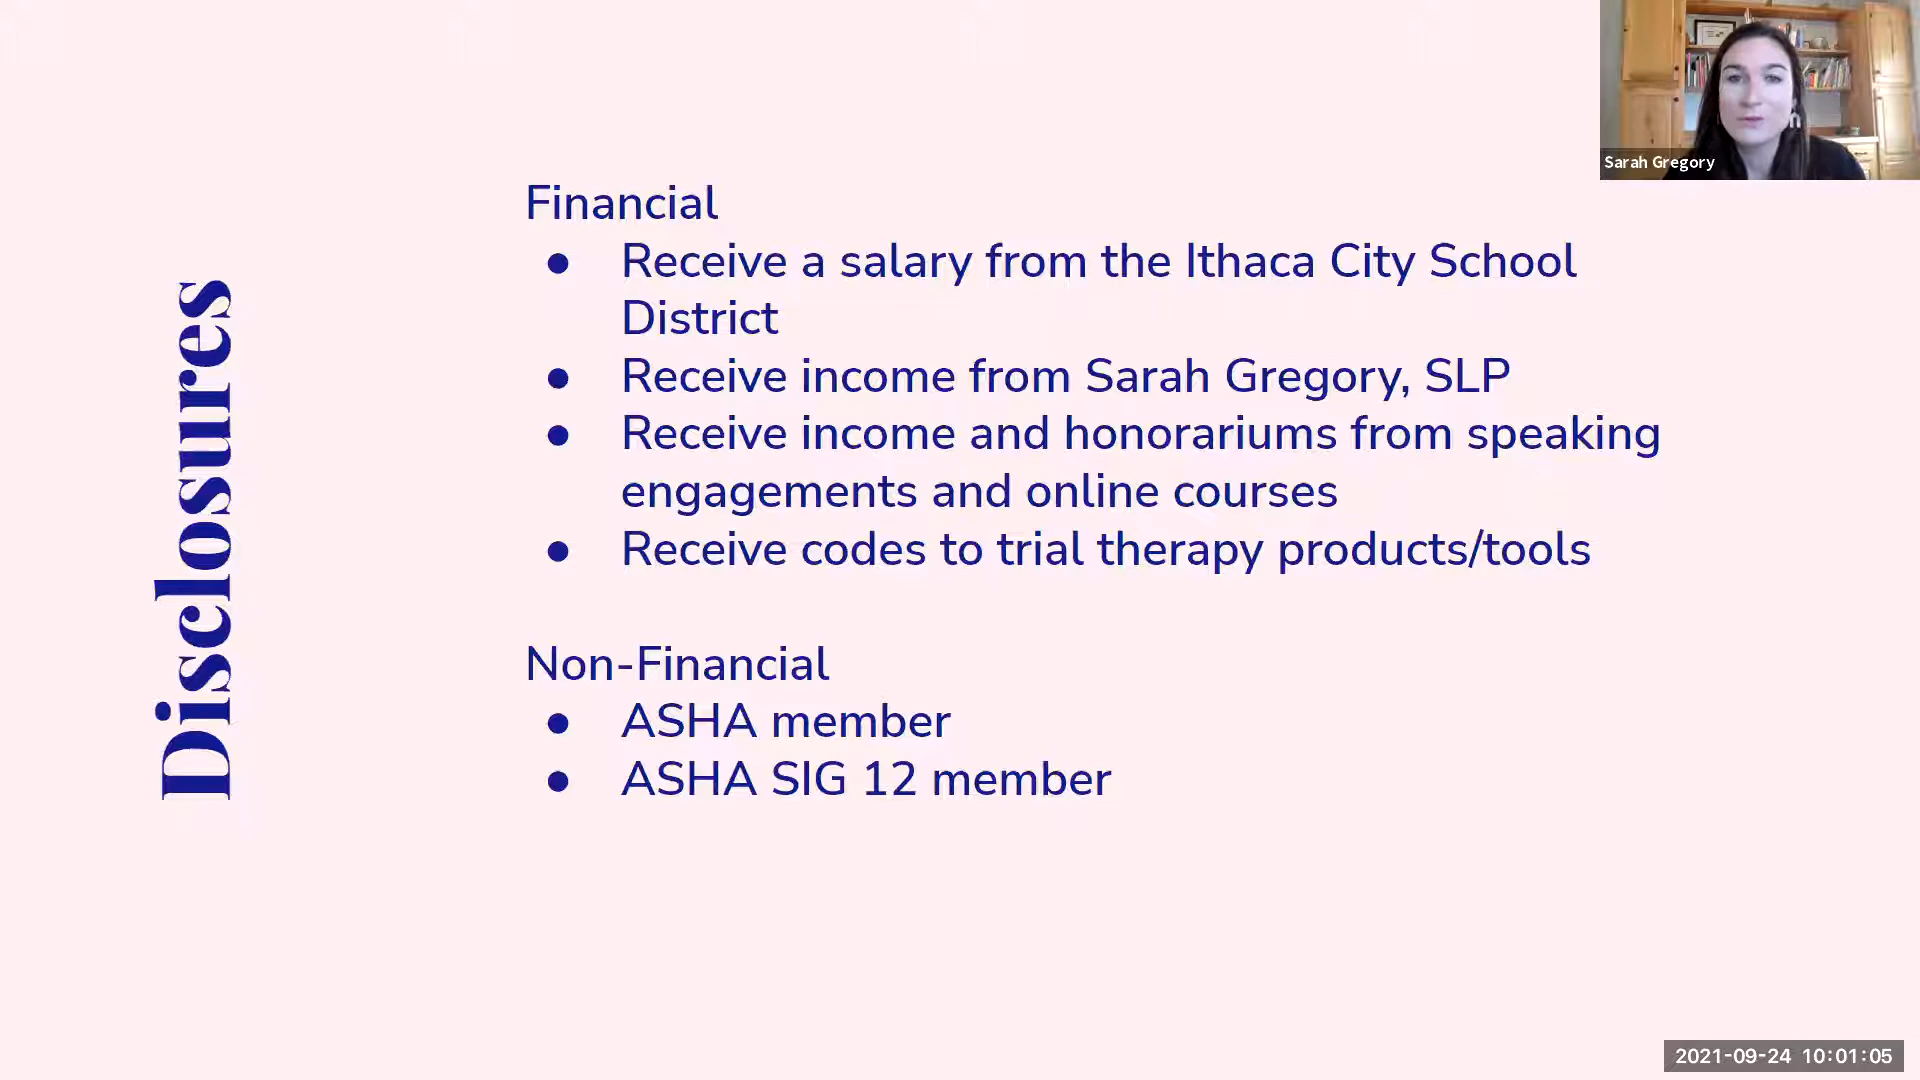 Sarah Gregory
Disclosures
Financial
● Receive a salary from the Ithaca City School
District
● Receive income from Sarah Gregory, SLP
● Receive income and honorariums from speaking
engagements and online courses
● Receive codes to trial therapy products/tools
Non-Financial
● ASHA member
● ASHA SIG 12 member
2021-09-24 10:01:05